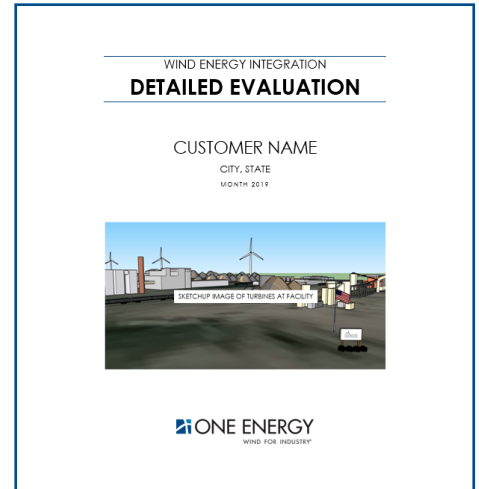 WIND ENERGY INTEGRATION
DETAILED EVALUATION
CUSTOMER NAME
CITY, STATE
MONTH 2019
SKETCHUP IMAGE OF TURBINES AT FACILITY
ONE ENERGY
WIND FOR INDUSTRY®